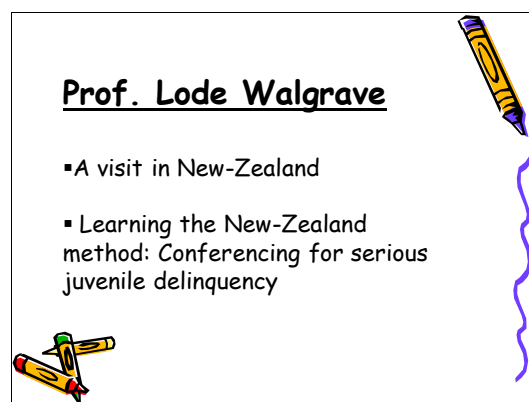 Prof. Lode Walgrave
▪A visit in New-Zealand
▪ Learning the New-Zealand
method: Conferencing for serious
juvenile delinquency